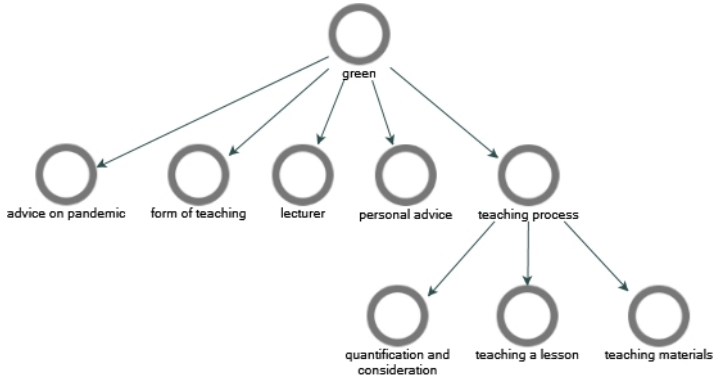 green
advice on pandemic
form of teaching
lecturer
personal advice
teaching process
quantification and
consideration
teaching a lesson
teaching materials